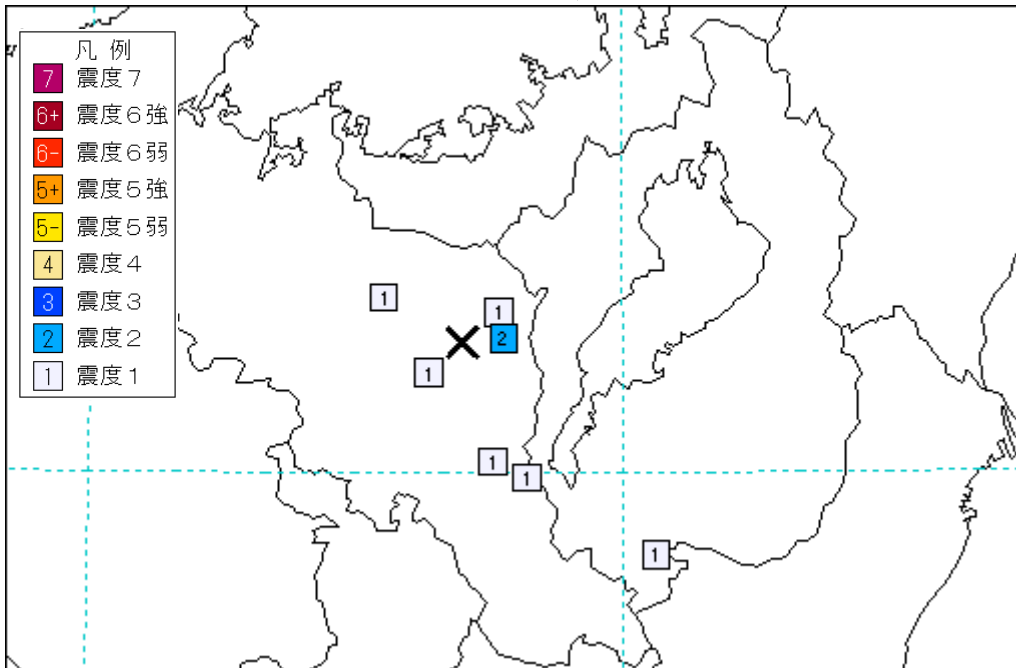 凡 例
7 震度７
6+ 震度６強
6- 震度６弱
5+ 震度５強
5- 震度５弱
4 震度４
3 震度３
2 震度２
1 震度１
1
1
2
1
1
1
1